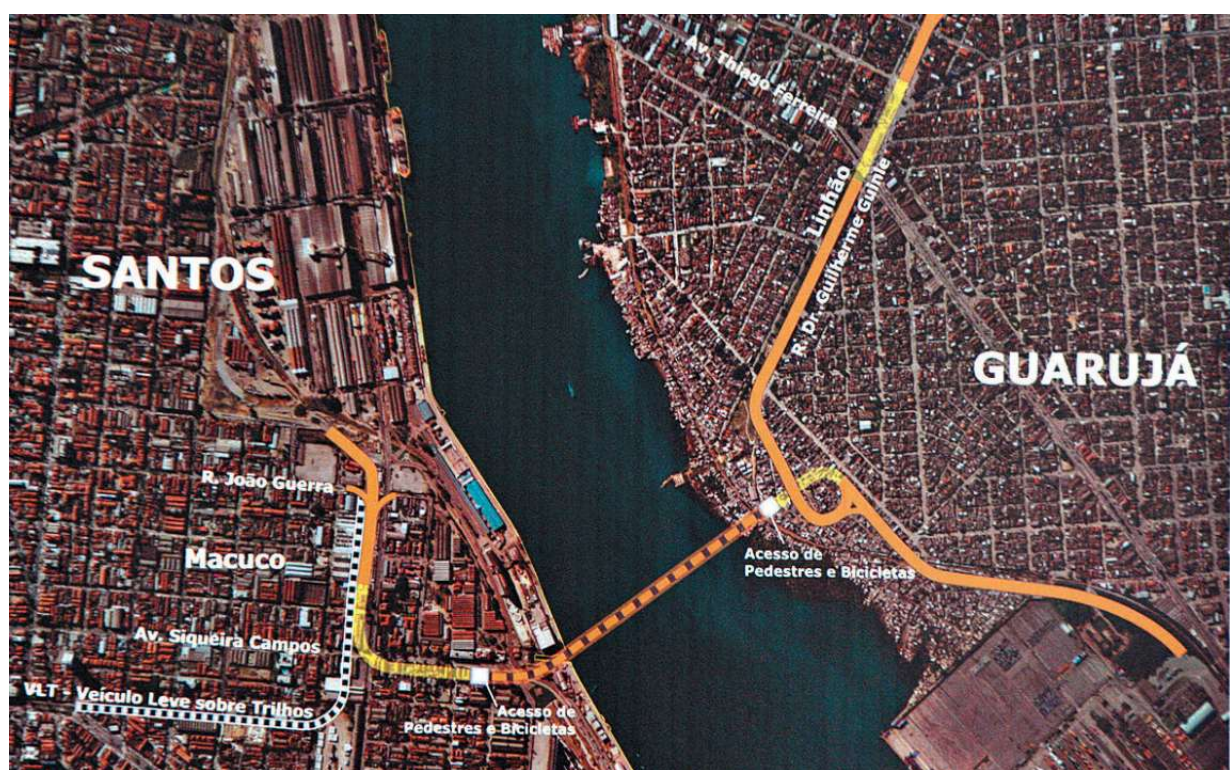 Av. Thiago Ferreira
Linhão
R. Dr. Guilherme Guinle
SANTOS
GUARUJÁ
R. João Guerra
Macuco
Acesso de
Pedestres e Bicicletas
Av. Siqueira Campos
VLT - Veículo Leve sobre Trilhos
Acesso de
Pedestres e Bicicletas